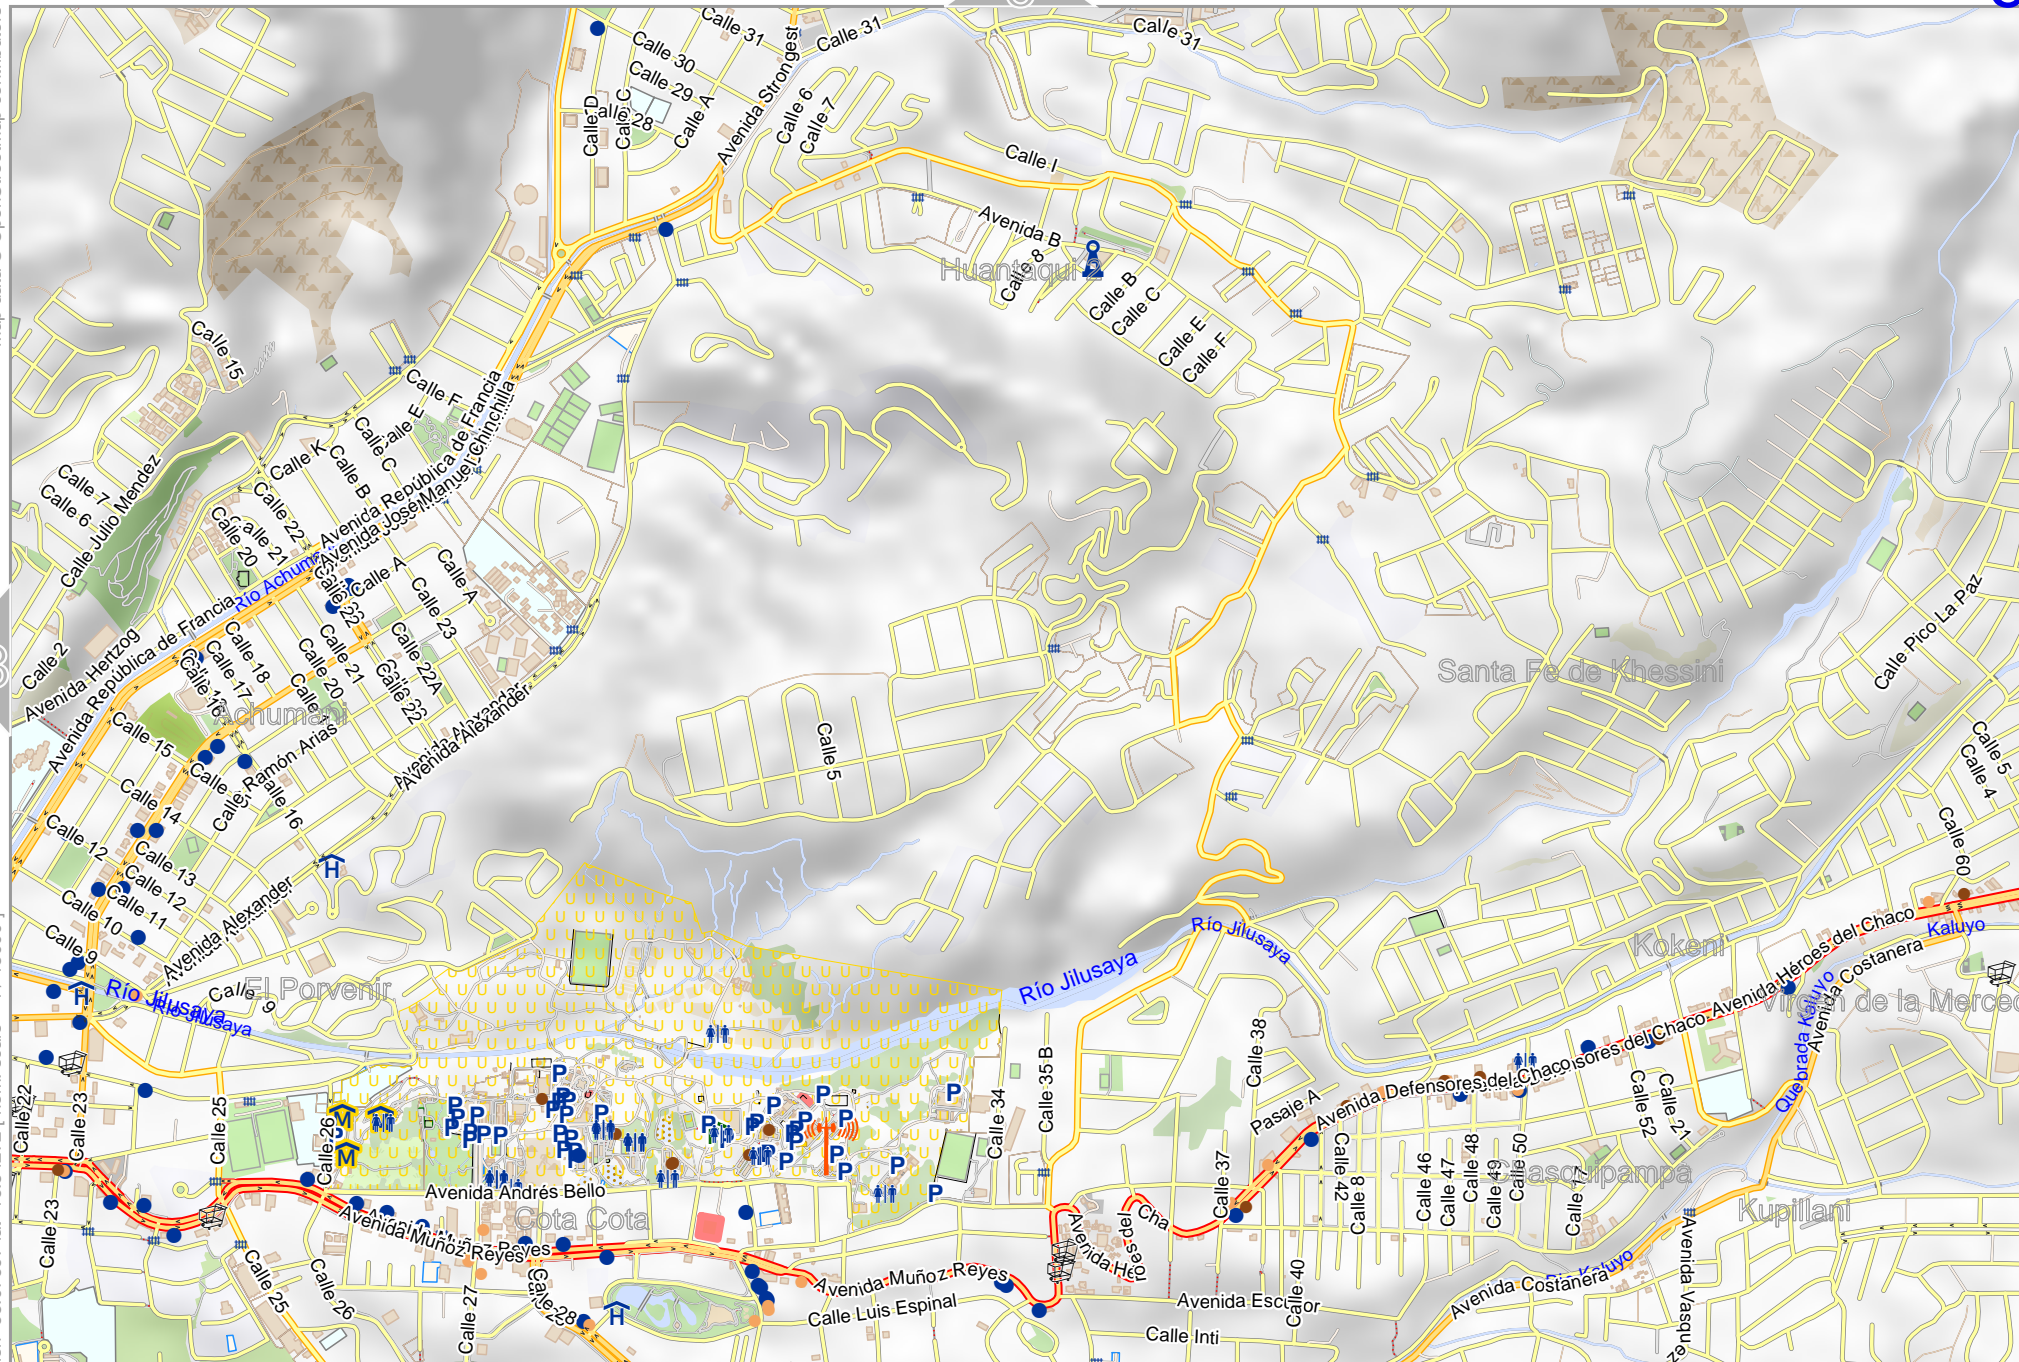 Calle 31
Calle 31
Calle 31
Calle 30
Calle 29
Calle 28
Calle D
Calle C
Calle A
Avenida Strongest
Calle 6
Calle 7
Calle I
Avenida B
Huantaqui 2
Calle 8
Calle B
Calle C
Calle E
Calle F
Calle 15
Calle F
Calle E
Calle C
Calle K
Calle B
Calle 7
Calle 6
Calle Julio Mendez
Calle 22
Calle 21
Calle 20
Avenida República de Francia
Avenida José Manuel Chinchilla
Río Achumani
Calle A
Calle A
Calle 23
Calle 22
Calle 2
Avenida Hertzog
Avenida República de Francia
Calle 18
Calle 17
Calle 16
Calle 20
Calle 21
Calle 22A
Calle 22
Achumani
Avenida Alexander
Avenida Alexander
Calle Ramón Arias
Calle 15
Calle 16
Calle 14
Calle 13
Calle 12
Calle 12
Calle 11
Calle 10
Calle 9
Calle 9
Avenida Alexander
Avenida Alexander
Calle 5
Santa Fe de Khessini
Calle Pico La Paz
Calle 5
Calle 4
Calle 60
H
H
H
El Porvenir
Río Jilusaya
Río Jilusaya
Río Jilusaya
Río Jilusaya
Kokeni
Kaluyo
Avenida Héroes del Chaco
Avenida Costanera
Virgen de la Merced
Quebrada Kaluyo
Avenida Defensores del Chaco
Calle 22
Calle 23
Calle 25
Calle 26
M
M
P
Calle 34
Calle 35 B
Calle 38
Pasaje A
Calle 37
Calle 42
Calle 8
Calle 46
Calle 47
Calle 48
Calle 49
Calle 50
Calle 17
Calle 52
Calle 21
Chasquipampa
Kupillani
Avenida Andrés Bello
Cota Cota
Avenida Muñoz Reyes
Avenida Muñoz Reyes
Calle 23
Calle 25
Calle 26
Calle 27
Calle 28
Calle Luis Espinal
Avenida Escobar
Calle Inti
Calle 40
Avenida Costanera
Río Kaluyo
Avenida Vasquez